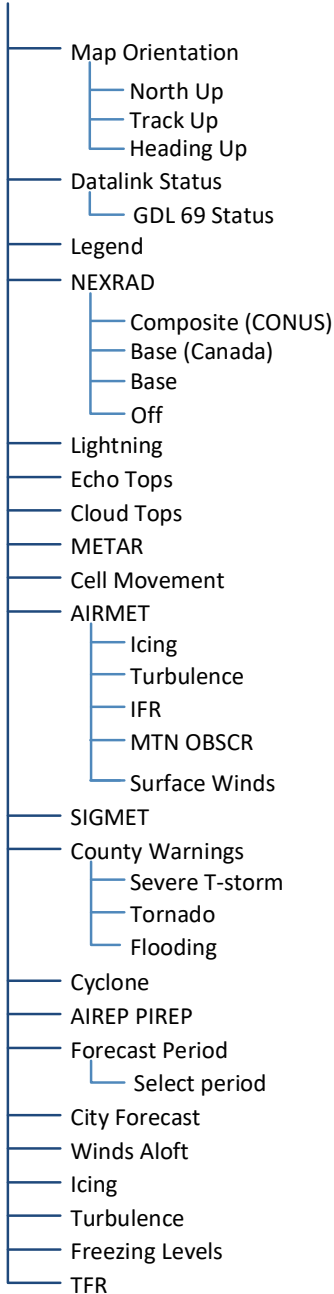 Map Orientation
North Up
Track Up
Heading Up
Datalink Status
GDL 69 Status
Legend
NEXRAD
Composite (CONUS)
Base (Canada)
Base
Off
Lightning
Echo Tops
Cloud Tops
METAR
Cell Movement
AIRMET
Icing
Turbulence
IFR
MTN OBSCR
Surface Winds
SIGMET
County Warnings
Severe T-storm
Tornado
Flooding
Cyclone
AIREP PIREP
Forecast Period
Select period
City Forecast
Winds Aloft
Icing
Turbulence
Freezing Levels
TFR